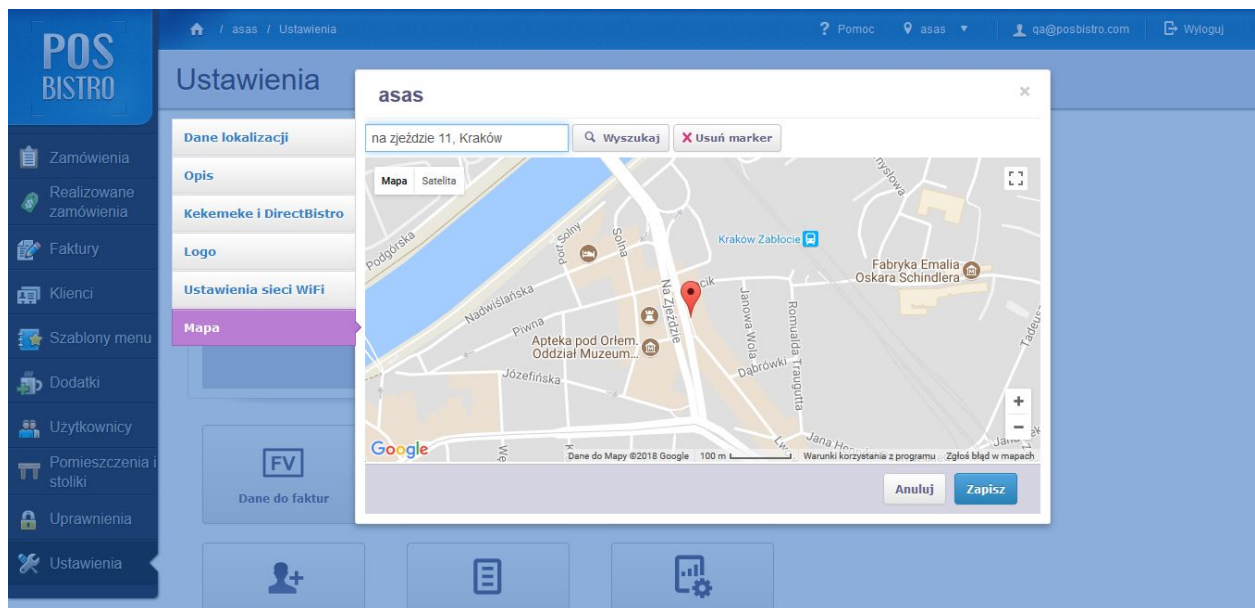 POS
BISTRO
/ asas / Ustawienia
? Pomoc
asas
qa@posbistro.com
Wyloguj
Ustawienia
Zamówienia
Realizowane
zamówienia
Faktury
Klienci
Szablony menu
Dodatki
Użytkownicy
Pomieszczenia i
stoliki
Uprawnienia
Ustawienia
Dane lokalizacji
Opis
Kekemeke i DirectBistro
Logo
Ustawienia sieci WiFi
Mapa
asas
×
na zjeździe 11, Kraków
Wyszukaj
Usuń marker
Mapa
Satelita
Podgórska
Port Solny
Solna
Kraków Zabłocie
Fabryka Emalia
Oskara Schindlera
Nadwiślańska
Na Zjeździe
Piwna
Janowa Wola
Romualda Traugutta
Apteka pod Orłem.
Oddział Muzeum...
Józefińska
Dąbrówki
+
−
Google
Dane do Mapy ©2018 Google
100 m
Warunki korzystania z programu
Zgłoś błąd w mapach
Anuluj
Zapisz
FV
Dane do faktur